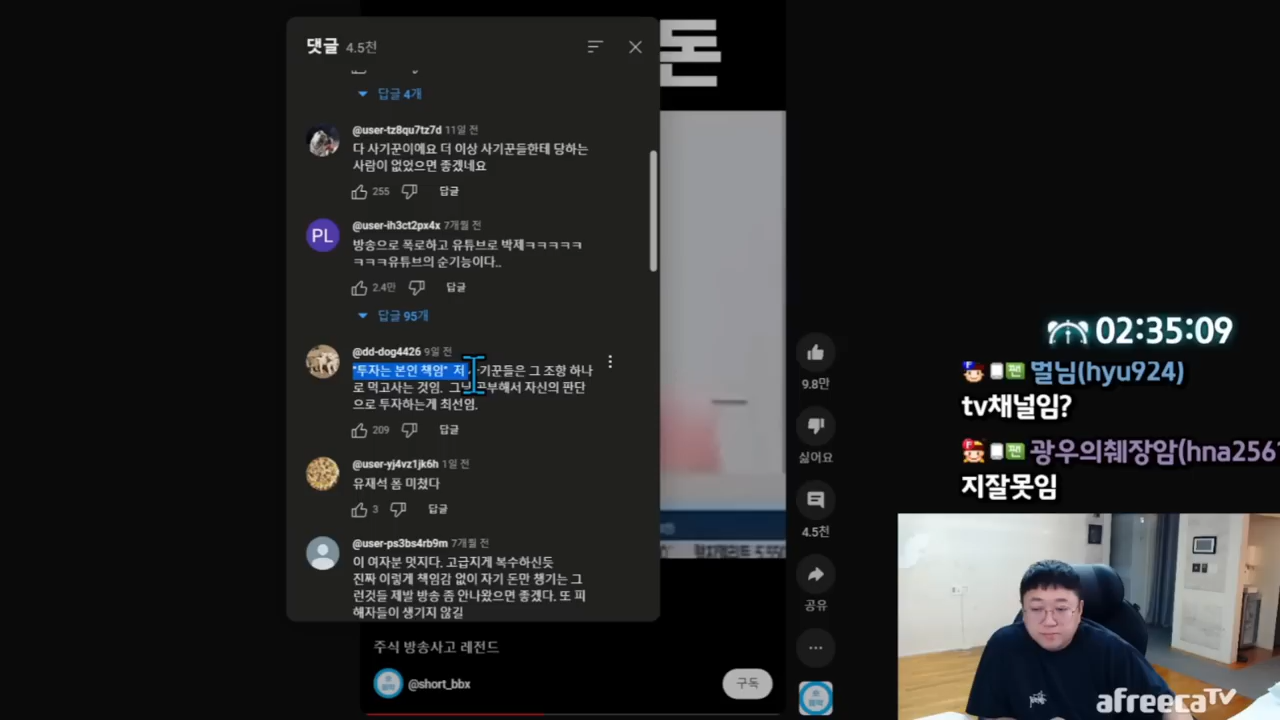 돈
댓글 4.5천
답글 4개
@user-tz8qu7tz7d 11일 전
다 사기꾼이예요 더 이상 사기꾼들한테 당하는
사람이 없었으면 좋겠네요
255 답글
PL
@user-ih3ct2px4x 7개월 전
방송으로 폭로하고 유튜브로 박제ㅋㅋㅋㅋㅋ
ㅋㅋㅋ유튜브의 순기능이다..
2.4만 답글
답글 95개
@dd-dog4426 9일 전
"투자는 본인 책임" 저 사기꾼들은 그 조항 하나
로 먹고사는 것임. 그냥 공부해서 자신의 판단
으로 투자하는게 최선임.
209 답글
@user-yj4vz1jk6h 1일 전
유재석 폼 미쳤다
3 답글
@user-ps3bs4rb9m 7개월 전
이 여자분 멋지다. 고급지게 복수하신듯
진짜 이렇게 책임감 없이 자기 돈만 챙기는 그
런것들 제발 방송 좀 안나왔으면 좋겠다. 또 피
해자들이 생기지 않길
주식 방송사고 레전드
@short_bbx
구독
9.8만
싫어요
4.5천
공유
02:35:09
팬 벌님(hyu924)
tv채널임?
팬 광우의췌장암(hna256
지잘못임
afreecaTV